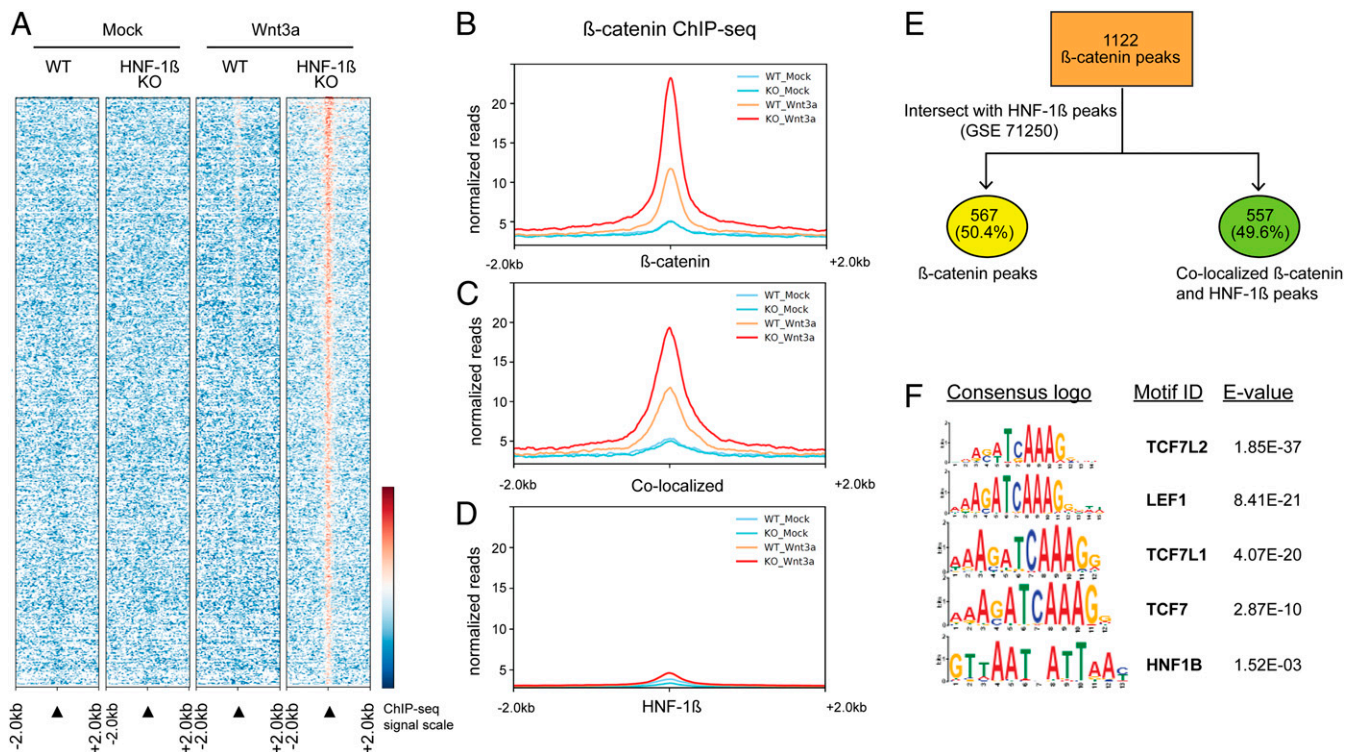 A
Mock
Wnt3a
WT
HNF-1ß
KO
WT
HNF-1ß
KO
-2.0kb
+2.0kb
-2.0kb
+2.0kb
-2.0kb
+2.0kb
-2.0kb
+2.0kb
ChIP-seq
signal scale
B
ß-catenin ChIP-seq
normalized reads
20
15
10
5
WT_Mock
KO_Mock
WT_Wnt3a
KO_Wnt3a
-2.0kb
ß-catenin
+2.0kb
C
normalized reads
20
15
10
5
WT_Mock
KO_Mock
WT_Wnt3a
KO_Wnt3a
-2.0kb
Co-localized
+2.0kb
D
normalized reads
20
15
10
5
WT_Mock
KO_Mock
WT_Wnt3a
KO_Wnt3a
-2.0kb
HNF-1ß
+2.0kb
E
1122
ß-catenin peaks
Intersect with HNF-1ß peaks
(GSE 71250)
567
(50.4%)
557
(49.6%)
ß-catenin peaks
Co-localized ß-catenin
and HNF-1ß peaks
F
Consensus logo Motif ID E-value
TCF7L2 1.85E-37
LEF1 8.41E-21
TCF7L1 4.07E-20
TCF7 2.87E-10
HNF1B 1.52E-03